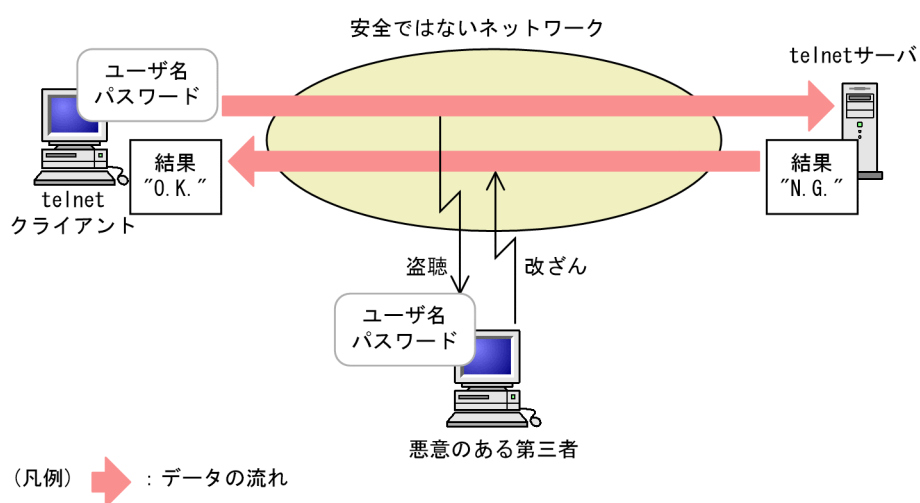 安全ではないネットワーク
telnetサーバ
ユーザ名
パスワード
結果
"O.K."
結果
"N.G."
telnet
クライアント
盗聴
改ざん
ユーザ名
パスワード
悪意のある第三者
(凡例) : データの流れ